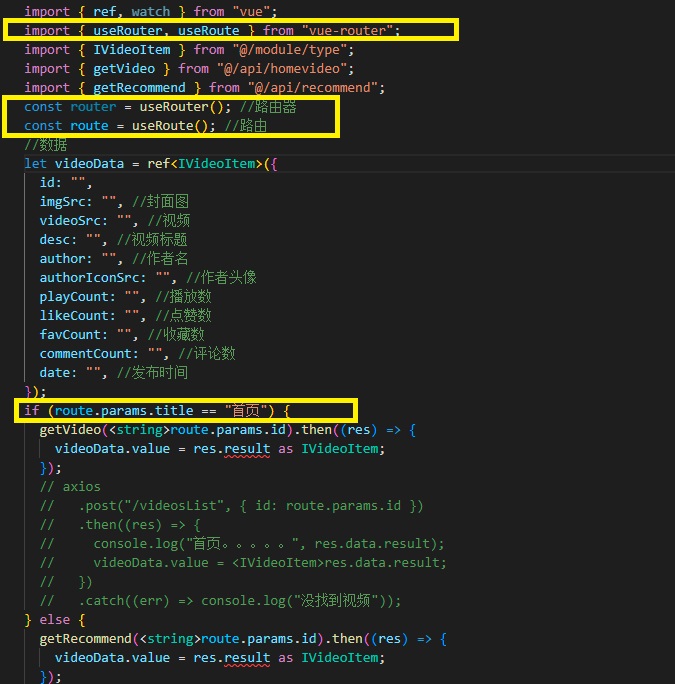 import { ref, watch } from "vue";
import { useRouter, useRoute } from "vue-router";
import { IVideoItem } from "@/module/type";
import { getVideo } from "@/api/homevideo";
import { getRecommend } from "@/api/recommend";
const router = useRouter(); //路由器
const route = useRoute(); //路由
//数据
let videoData = ref<IVideoItem>({
  id: "",
  imgSrc: "", //封面图
  videoSrc: "", //视频
  desc: "", //视频标题
  author: "", //作者名
  authorIconSrc: "", //作者头像
  playCount: "", //播放数
  likeCount: "", //点赞数
  favCount: "", //收藏数
  commentCount: "", //评论数
  date: "", //发布时间
});
if (route.params.title == "首页") {
  getVideo(<string>route.params.id).then((res) => {
    videoData.value = res.result as IVideoItem;
  });
  // axios
  //   .post("/videosList", { id: route.params.id })
  //   .then((res) => {
  //     console.log("首页。。。。。", res.data.result);
  //     videoData.value = <IVideoItem>res.data.result;
  //   })
  //   .catch((err) => console.log("没找到视频"));
} else {
  getRecommend(<string>route.params.id).then((res) => {
    videoData.value = res.result as IVideoItem;
  });